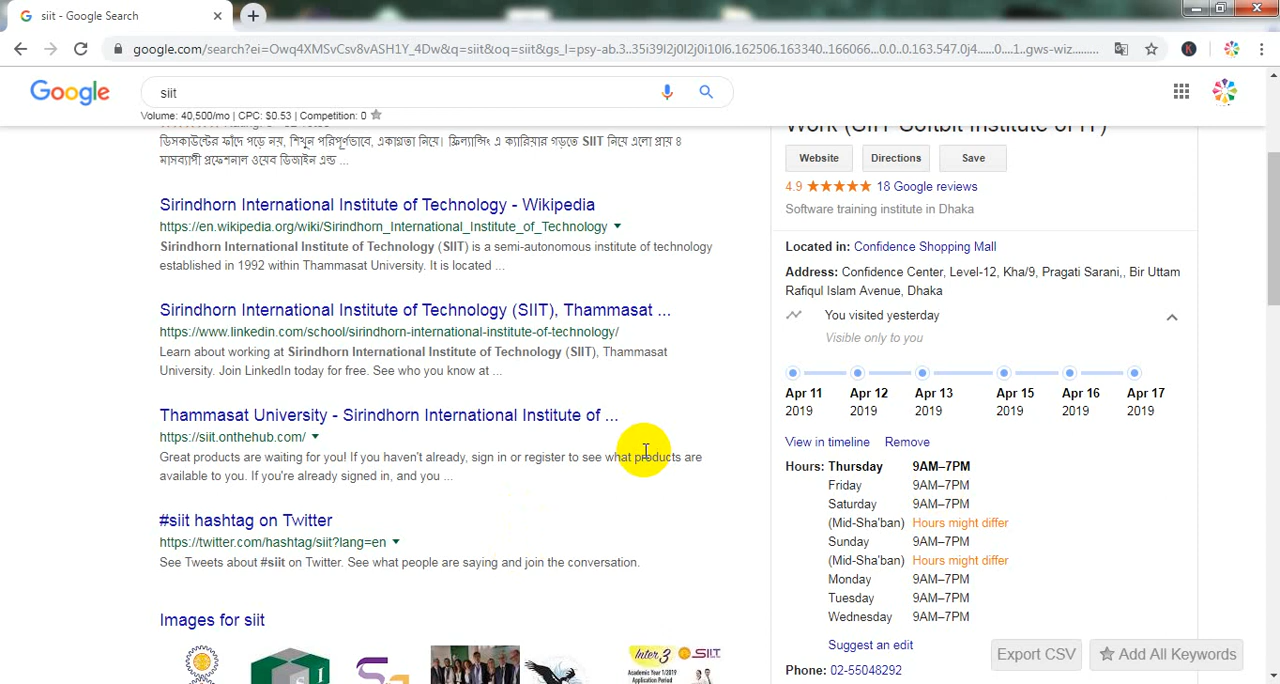 siit - Google Search
google.com/search?ei=Owq4XMSvCsv8vASH1Y_4Dw&q=siit&oq=siit&gs_l=psy-ab.3..35i39l2j0l2j0i10l6.162506.163340..166066...0.0..0.163.547.0j4......0....1..gws-wiz.........
Google
siit
Volume: 40,500/mo | CPC: $0.53 | Competition: 0
ডিসকাউন্টের ফাঁদে পড়ে নয়, শিখুন পরিপূর্ণভাবে, একাগ্রতা নিয়ে। ফ্রিল্যান্সিং এ ক্যারিয়ার গড়তে SIIT নিয়ে এলো প্রায় ৪
মাসব্যাপী প্রফেশনাল ওয়েব ডিজাইন এন্ড ...
Sirindhorn International Institute of Technology - Wikipedia
https://en.wikipedia.org/wiki/Sirindhorn_International_Institute_of_Technology
Sirindhorn International Institute of Technology (SIIT) is a semi-autonomous institute of technology
established in 1992 within Thammasat University. It is located ...
Sirindhorn International Institute of Technology (SIIT), Thammasat ...
https://www.linkedin.com/school/sirindhorn-international-institute-of-technology/
Learn about working at Sirindhorn International Institute of Technology (SIIT), Thammasat
University. Join LinkedIn today for free. See who you know at ...
Thammasat University - Sirindhorn International Institute of ...
https://siit.onthehub.com/
Great products are waiting for you! If you haven't already, sign in or register to see what products are
available to you. If you're already signed in, and you ...
#siit hashtag on Twitter
https://twitter.com/hashtag/siit?lang=en
See Tweets about #siit on Twitter. See what people are saying and join the conversation.
Images for siit
Inter 3 SIIT
Academic Year 1/2019
Application Period
Work (SIIT Softbit Institute of IT)
Website Directions Save
4.9 18 Google reviews
Software training institute in Dhaka
Located in: Confidence Shopping Mall
Address: Confidence Center, Level-12, Kha/9, Pragati Sarani,, Bir Uttam
Rafiqul Islam Avenue, Dhaka
You visited yesterday
Visible only to you
Apr 11 Apr 12 Apr 13 Apr 15 Apr 16 Apr 17
2019 2019 2019 2019 2019 2019
View in timeline Remove
Hours: Thursday 9AM–7PM
Friday 9AM–7PM
Saturday 9AM–7PM
(Mid-Sha'ban) Hours might differ
Sunday 9AM–7PM
(Mid-Sha'ban) Hours might differ
Monday 9AM–7PM
Tuesday 9AM–7PM
Wednesday 9AM–7PM
Suggest an edit
Phone: 02-55048292
Export CSV Add All Keywords